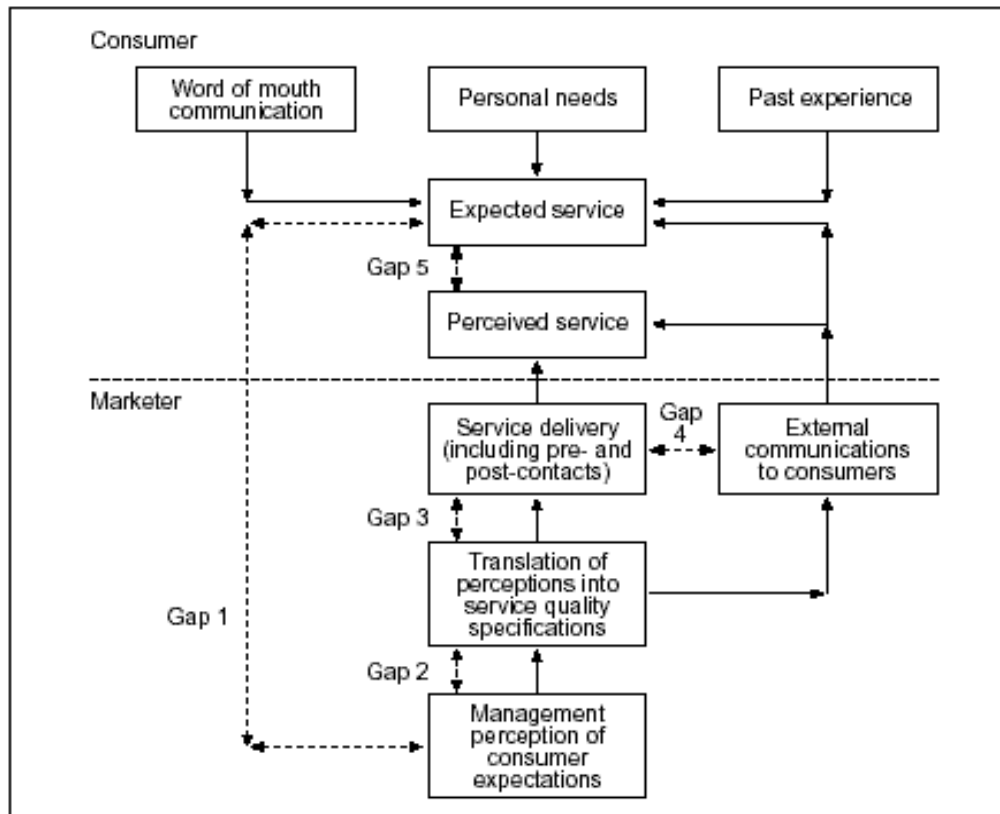 Consumer
Word of mouth
communication
Personal needs
Past experience
Expected service
Gap 5
Perceived service
Marketer
Service delivery
(including pre- and
post-contacts)
Gap
4
External
communications
to consumers
Gap 3
Translation of
perceptions into
service quality
specifications
Gap 1
Gap 2
Management
perception of
consumer
expectations